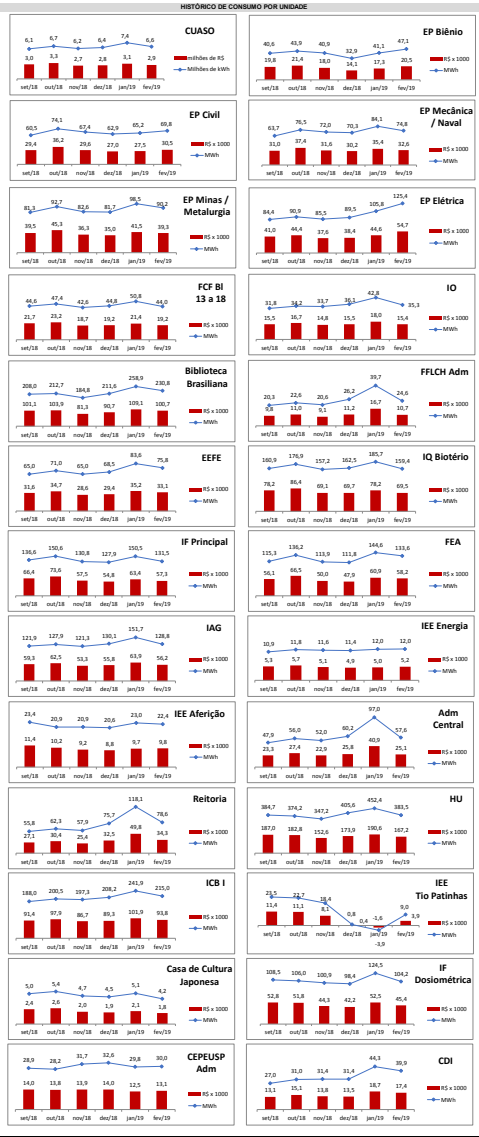 HISTÓRICO DE CONSUMO POR UNIDADE
CUASO
6,1 6,7 6,2 6,4 7,4 6,6
3,0 3,3 2,7 2,8 3,1 2,9
milhões de R$
Milhões de kWh
set/18 out/18 nov/18 dez/18 jan/19 fev/19
EP Biênio
40,6 43,9 40,9 32,9 41,1 47,1
19,8 21,4 18,0 14,1 17,3 20,5
R$ x 1000
MWh
set/18 out/18 nov/18 dez/18 jan/19 fev/19
EP Civil
60,5 74,1 67,4 62,9 65,2 69,8
29,4 36,2 29,6 27,0 27,5 30,5
R$ x 1000
MWh
set/18 out/18 nov/18 dez/18 jan/19 fev/19
EP Mecânica
/ Naval
63,7 76,5 72,0 70,3 84,1 74,8
31,0 37,4 31,6 30,2 35,4 32,6
R$ x 1000
MWh
set/18 out/18 nov/18 dez/18 jan/19 fev/19
EP Minas /
Metalurgia
81,3 92,7 82,6 81,7 98,5 90,2
39,5 45,3 36,3 35,0 41,5 39,3
R$ x 1000
MWh
set/18 out/18 nov/18 dez/18 jan/19 fev/19
EP Elétrica
84,4 90,9 85,5 89,5 105,8 125,4
41,0 44,4 37,6 38,4 44,6 54,7
R$ x 1000
MWh
set/18 out/18 nov/18 dez/18 jan/19 fev/19
FCF Bl
13 a 18
44,6 47,4 42,6 44,8 50,8 44,0
21,7 23,2 18,7 19,2 21,4 19,2
R$ x 1000
MWh
set/18 out/18 nov/18 dez/18 jan/19 fev/19
IO
31,8 34,2 33,7 36,1 42,8 35,3
15,5 16,7 14,8 15,5 18,0 15,4
R$ x 1000
MWh
set/18 out/18 nov/18 dez/18 jan/19 fev/19
Biblioteca
Brasiliana
208,0 212,7 184,8 211,6 258,9 230,8
101,1 103,9 81,3 90,7 109,1 100,7
R$ x 1000
MWh
set/18 out/18 nov/18 dez/18 jan/19 fev/19
FFLCH Adm
20,3 22,6 20,6 26,2 39,7 24,6
9,8 11,0 9,1 11,2 16,7 10,7
R$ x 1000
MWh
set/18 out/18 nov/18 dez/18 jan/19 fev/19
EEFE
65,0 71,0 65,0 68,5 83,6 75,8
31,6 34,7 28,6 29,4 35,2 33,1
R$ x 1000
MWh
set/18 out/18 nov/18 dez/18 jan/19 fev/19
IQ Biotério
160,9 176,9 157,2 162,5 185,7 159,4
78,2 86,4 69,1 69,7 78,2 69,5
R$ x 1000
MWh
set/18 out/18 nov/18 dez/18 jan/19 fev/19
IF Principal
136,6 150,6 130,8 127,9 150,5 131,5
66,4 73,6 57,5 54,8 63,4 57,3
R$ x 1000
MWh
set/18 out/18 nov/18 dez/18 jan/19 fev/19
FEA
115,3 136,2 113,9 111,8 144,6 133,6
56,1 66,5 50,0 47,9 60,9 58,2
R$ x 1000
MWh
set/18 out/18 nov/18 dez/18 jan/19 fev/19
IAG
121,9 127,9 121,3 130,1 151,7 128,8
59,3 62,5 53,3 55,8 63,9 56,2
R$ x 1000
MWh
set/18 out/18 nov/18 dez/18 jan/19 fev/19
IEE Energia
10,9 11,8 11,6 11,4 12,0 12,0
5,3 5,7 5,1 4,9 5,0 5,2
R$ x 1000
MWh
set/18 out/18 nov/18 dez/18 jan/19 fev/19
IEE Aferição
23,4 20,9 20,9 20,6 23,0 22,4
11,4 10,2 9,2 8,8 9,7 9,8
R$ x 1000
MWh
set/18 out/18 nov/18 dez/18 jan/19 fev/19
Adm
Central
47,9 56,0 52,0 60,2 97,0 57,6
23,3 27,4 22,9 25,8 40,9 25,1
R$ x 1000
MWh
set/18 out/18 nov/18 dez/18 jan/19 fev/19
Reitoria
55,8 62,3 57,9 75,7 118,1 78,6
27,1 30,4 25,4 32,5 49,8 34,3
R$ x 1000
MWh
set/18 out/18 nov/18 dez/18 jan/19 fev/19
HU
384,7 374,2 347,2 405,6 452,4 383,5
187,0 182,8 152,6 173,9 190,6 167,2
R$ x 1000
MWh
set/18 out/18 nov/18 dez/18 jan/19 fev/19
ICB I
188,0 200,5 197,3 208,2 241,9 215,0
91,4 97,9 86,7 89,3 101,9 93,8
R$ x 1000
MWh
set/18 out/18 nov/18 dez/18 jan/19 fev/19
IEE
Tio Patinhas
23,5 22,7 18,4 0,8 -3,9 9,0
11,4 11,1 8,1 0,4 -1,6 3,9
R$ x 1000
MWh
set/18 out/18 nov/18 dez/18 jan/19 fev/19
Casa de Cultura
Japonesa
5,0 5,4 4,7 4,5 5,1 4,2
2,4 2,6 2,0 1,9 2,1 1,8
R$ x 1000
MWh
set/18 out/18 nov/18 dez/18 jan/19 fev/19
IF
Dosiométrica
108,5 106,0 100,9 98,4 124,5 104,2
52,8 51,8 44,3 42,2 52,5 45,4
R$ x 1000
MWh
set/18 out/18 nov/18 dez/18 jan/19 fev/19
CEPEUSP
Adm
28,9 28,2 31,7 32,6 29,8 30,0
14,0 13,8 13,9 14,0 12,5 13,1
R$ x 1000
MWh
set/18 out/18 nov/18 dez/18 jan/19 fev/19
CDI
27,0 31,0 31,4 31,4 44,3 39,9
13,1 15,1 13,8 13,5 18,7 17,4
R$ x 1000
MWh
set/18 out/18 nov/18 dez/18 jan/19 fev/19